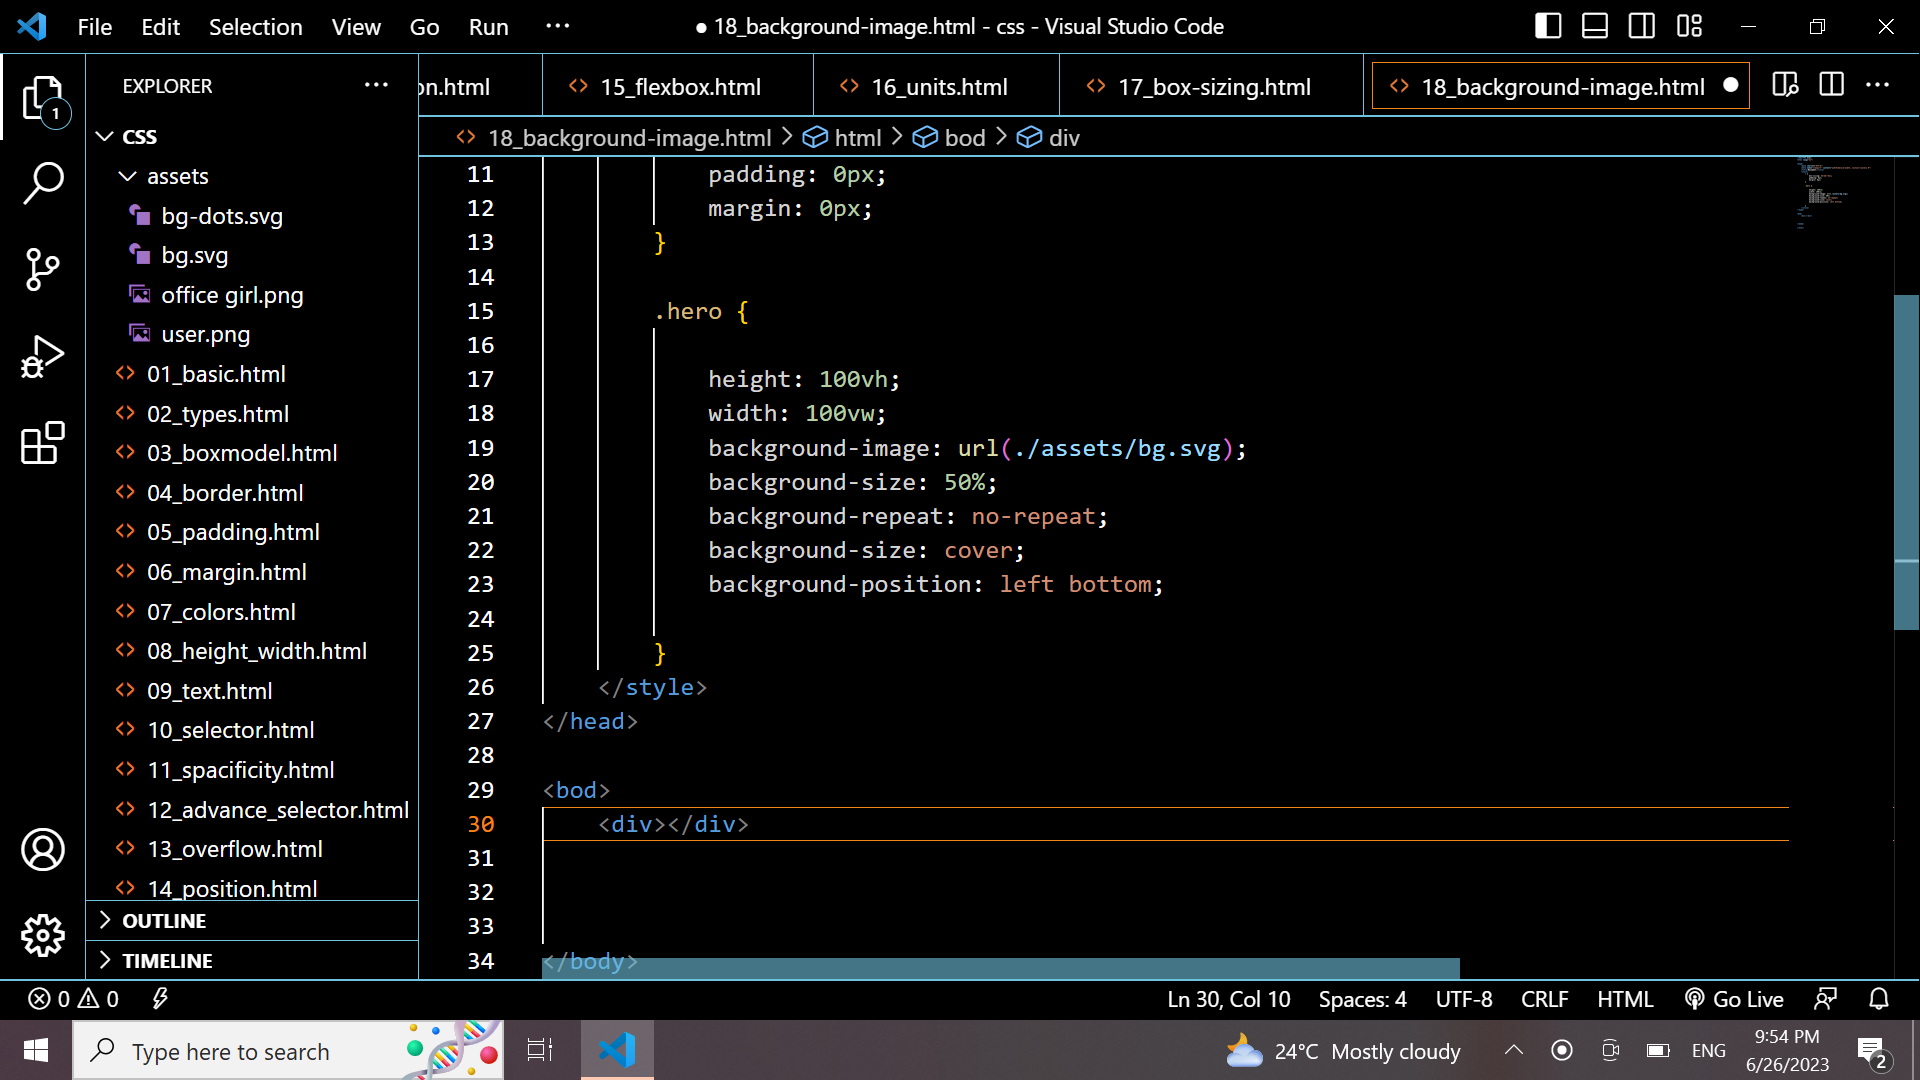 File Edit Selection View Go Run ··· ● 18_background-image.html - css - Visual Studio Code
EXPLORER ···
1
on.html 15_flexbox.html 16_units.html 17_box-sizing.html 18_background-image.html ···
18_background-image.html > html > bod > div
CSS
assets
bg-dots.svg
bg.svg
office girl.png
user.png
01_basic.html
02_types.html
03_boxmodel.html
04_border.html
05_padding.html
06_margin.html
07_colors.html
08_height_width.html
09_text.html
10_selector.html
11_spacificity.html
12_advance_selector.html
13_overflow.html
14_position.html
OUTLINE
TIMELINE
11 padding: 0px;
12 margin: 0px;
13 }
14
15 .hero {
16
17 height: 100vh;
18 width: 100vw;
19 background-image: url(./assets/bg.svg);
20 background-size: 50%;
21 background-repeat: no-repeat;
22 background-size: cover;
23 background-position: left bottom;
24
25 }
26 </style>
27 </head>
28
29 <bod>
30 <div></div>
31
32
33
34 </body>
0 0 Ln 30, Col 10 Spaces: 4 UTF-8 CRLF HTML Go Live
Type here to search 24°C Mostly cloudy ENG 9:54 PM
6/26/2023
2